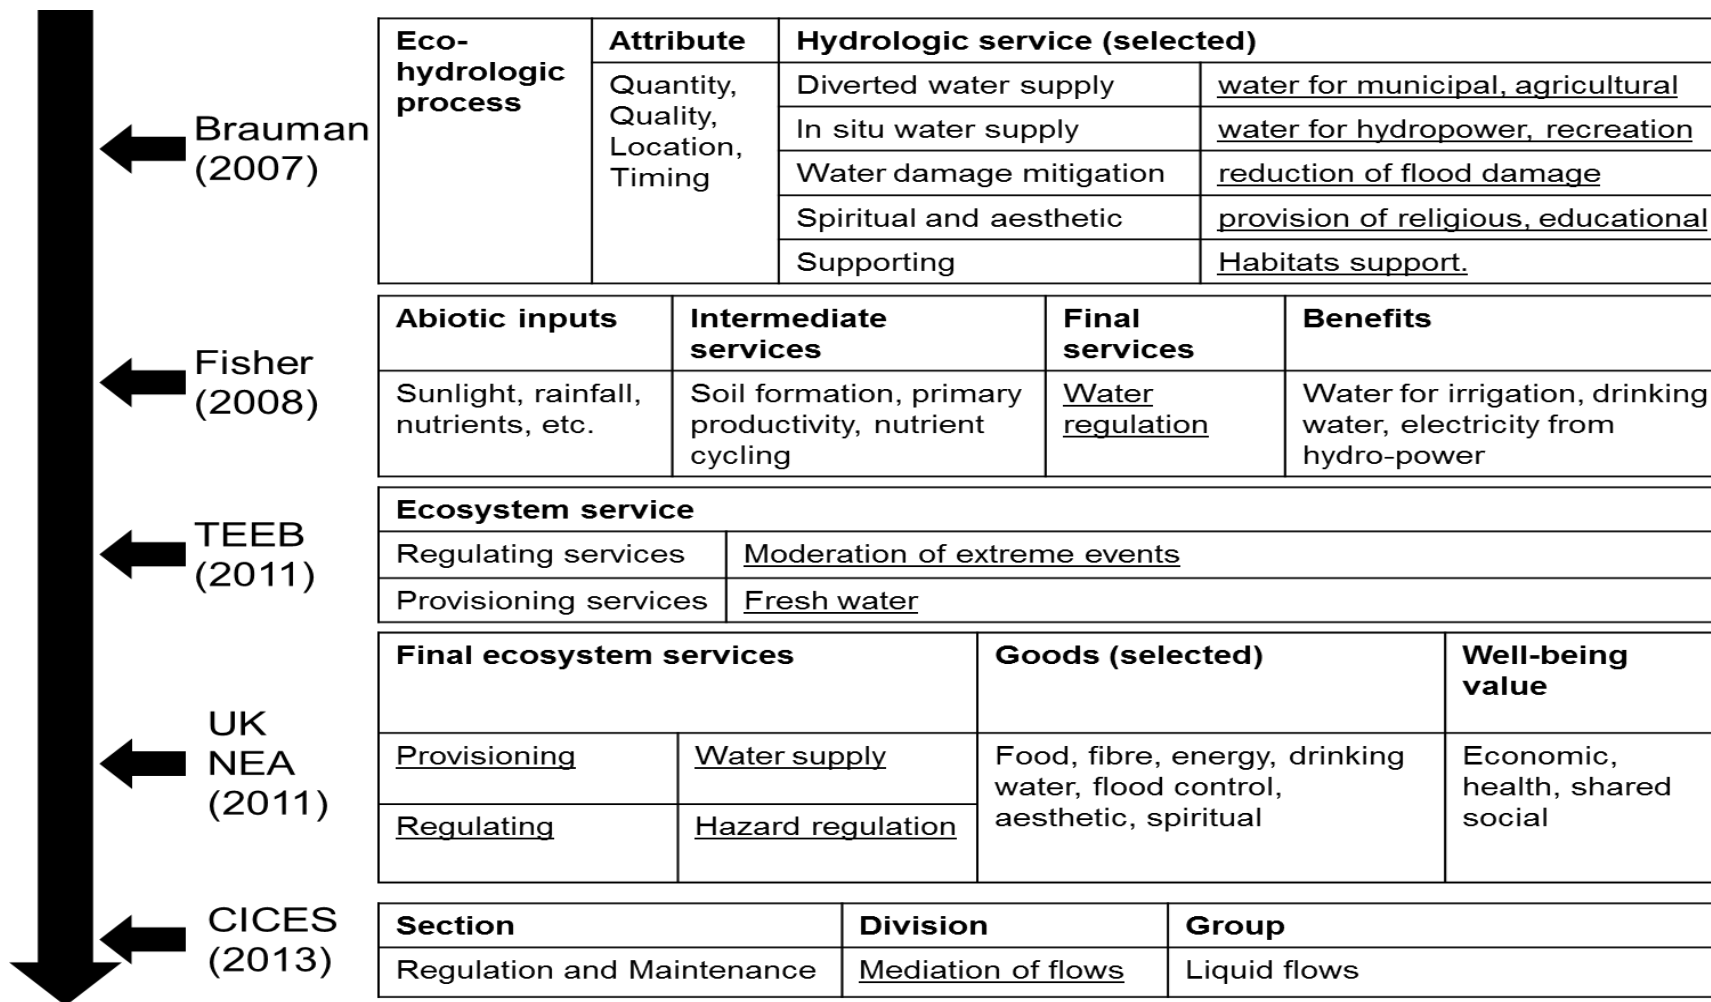 Brauman
(2007)
Eco-
hydrologic
process
Attribute
Quantity,
Quality,
Location,
Timing
Hydrologic service (selected)
Diverted water supply
water for municipal, agricultural
In situ water supply
water for hydropower, recreation
Water damage mitigation
reduction of flood damage
Spiritual and aesthetic
provision of religious, educational
Supporting
Habitats support.
Fisher
(2008)
Abiotic inputs
Intermediate
services
Final
services
Benefits
Sunlight, rainfall,
nutrients, etc.
Soil formation, primary
productivity, nutrient
cycling
Water
regulation
Water for irrigation, drinking
water, electricity from
hydro-power
TEEB
(2011)
Ecosystem service
Regulating services
Moderation of extreme events
Provisioning services
Fresh water
UK
NEA
(2011)
Final ecosystem services
Goods (selected)
Well-being
value
Provisioning
Water supply
Regulating
Hazard regulation
Food, fibre, energy, drinking
water, flood control,
aesthetic, spiritual
Economic,
health, shared
social
CICES
(2013)
Section
Division
Group
Regulation and Maintenance
Mediation of flows
Liquid flows